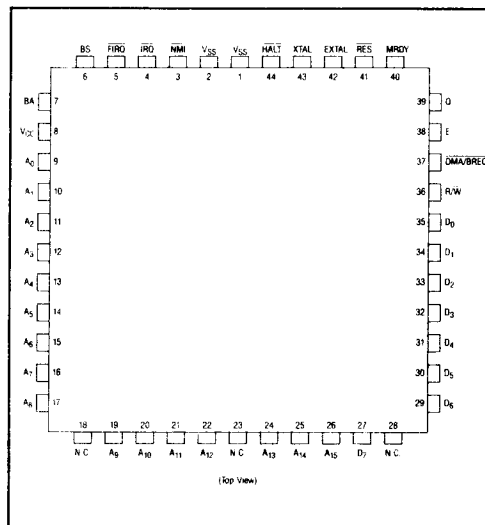 BS FIRQ IRQ NMI VSS VSS HALT XTAL EXTAL RES MRDY
6 5 4 3 2 1 44 43 42 41 40
BA 7 39 Q
VCC 8 38 E
A0 9 37 DMA/BREQ
A1 10 36 R/W
A2 11 35 D0
A3 12 34 D1
A4 13 33 D2
A5 14 32 D3
A6 15 31 D4
A7 16 30 D5
A8 17 29 D6
18 19 20 21 22 23 24 25 26 27 28
N.C A9 A10 A11 A12 N.C A13 A14 A15 D7 N.C.
(Top View)